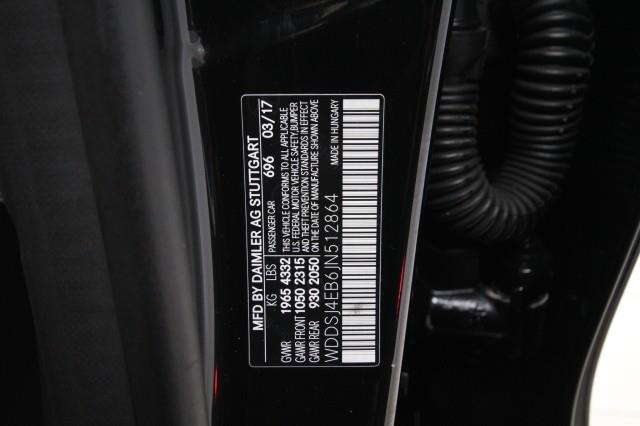 MFD BY DAIMLER AG STUTTGART
PASSENGER CAR 696 03/17
KG LBS
GVWR 1965 4332
GAWR FRONT 1050 2315
GAWR REAR 930 2050
THIS VEHICLE CONFORMS TO ALL APPLICABLE
U.S. FEDERAL MOTOR VEHICLE SAFETY, BUMPER
AND THEFT PREVENTION STANDARDS IN EFFECT
ON THE DATE OF MANUFACTURE SHOWN ABOVE
WDDSJ4EB6JN512864
MADE IN HUNGARY